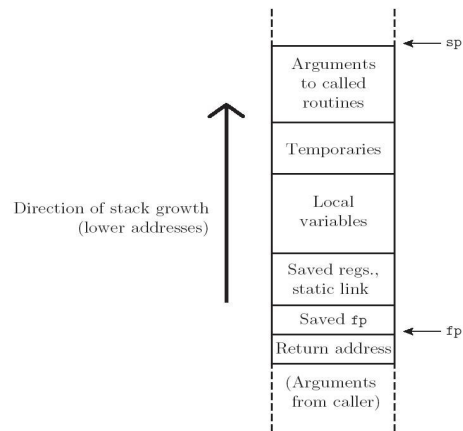 sp
Arguments
to called
routines
Temporaries
Direction of stack growth
(lower addresses)
Local
variables
Saved regs.,
static link
Saved fp
fp
Return address
(Arguments
from caller)